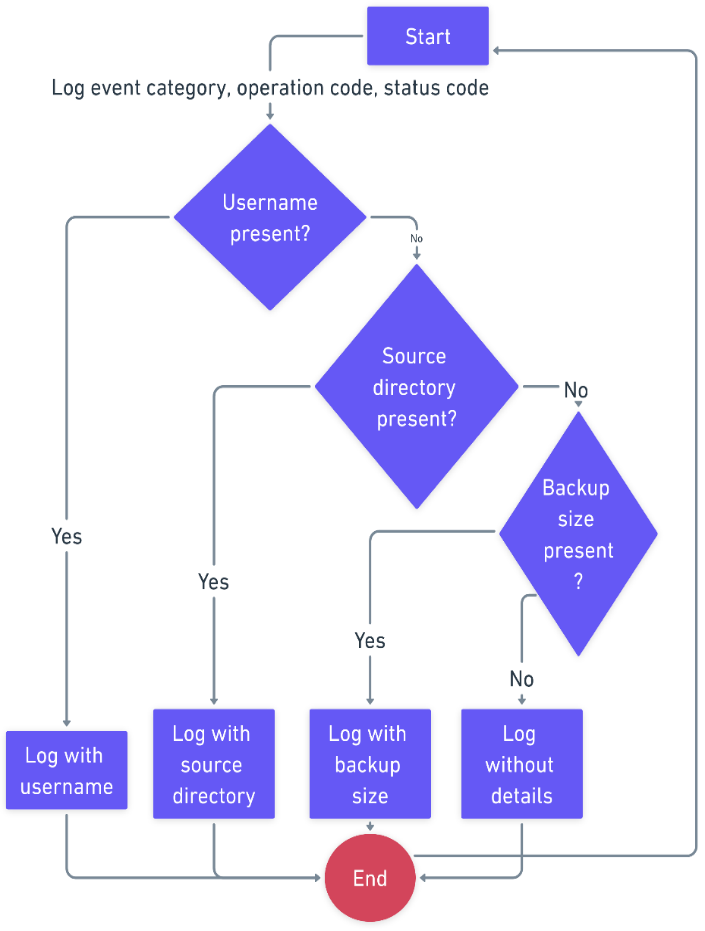 Start
Log event category, operation code, status code
Username
present?
No
Source
directory
present?
No
Backup
size
present
?
Yes
Yes
Yes
No
Log with
username
Log with
source
directory
Log with
backup
size
Log
without
details
End